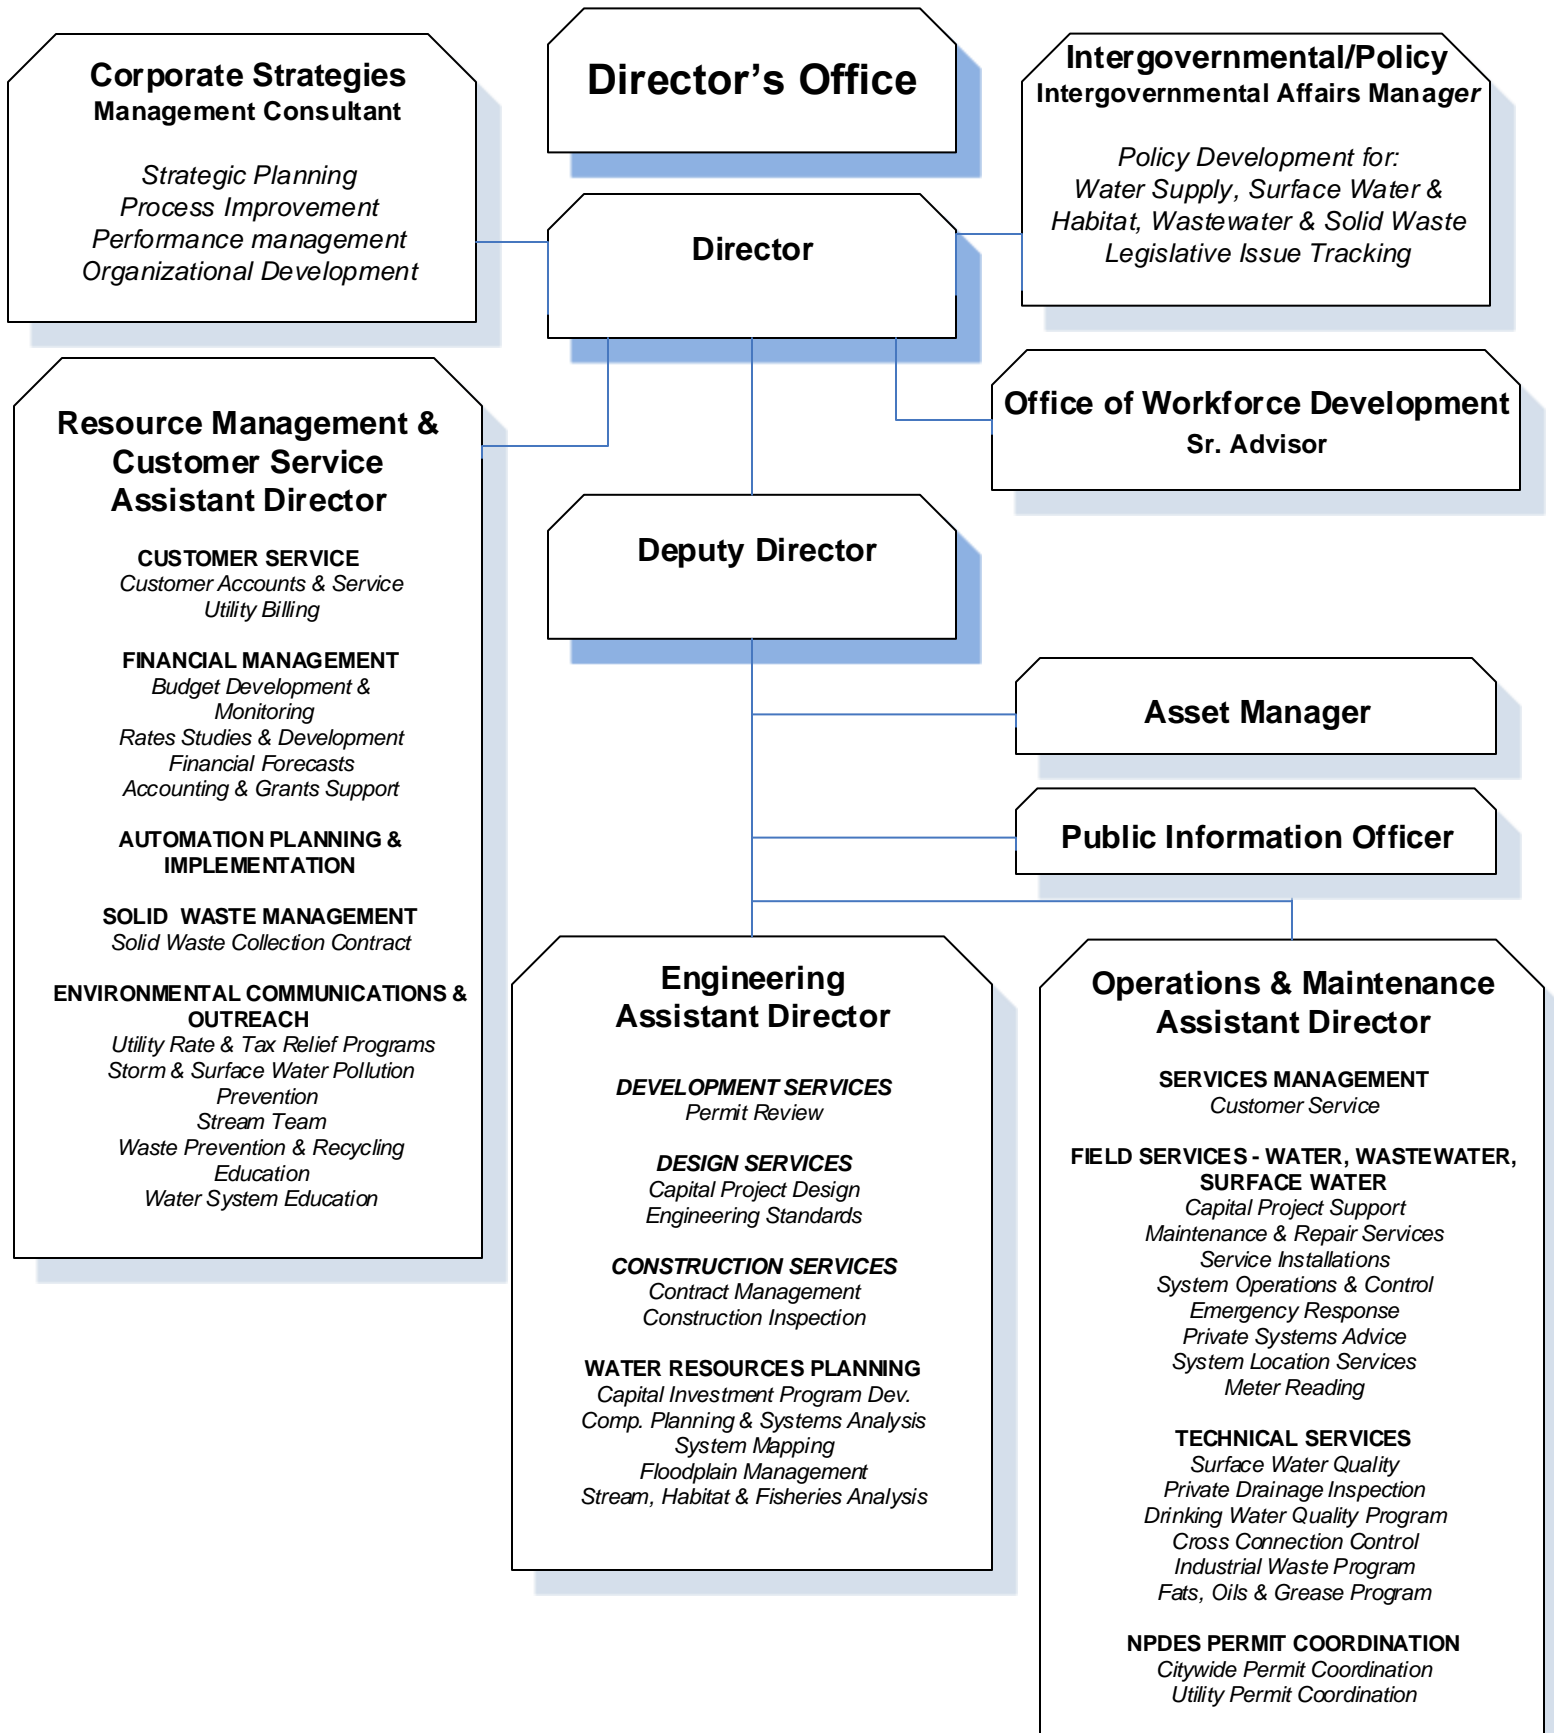 Director's Office
Corporate Strategies
Management Consultant
Strategic Planning
Process Improvement
Performance management
Organizational Development
Intergovernmental/Policy
Intergovernmental Affairs Manager
Policy Development for:
Water Supply, Surface Water &
Habitat, Wastewater & Solid Waste
Legislative Issue Tracking
Director
Office of Workforce Development
Sr. Advisor
Resource Management &
Customer Service
Assistant Director
CUSTOMER SERVICE
Customer Accounts & Service
Utility Billing
FINANCIAL MANAGEMENT
Budget Development &
Monitoring
Rates Studies & Development
Financial Forecasts
Accounting & Grants Support
AUTOMATION PLANNING &
IMPLEMENTATION
SOLID WASTE MANAGEMENT
Solid Waste Collection Contract
ENVIRONMENTAL COMMUNICATIONS &
OUTREACH
Utility Rate & Tax Relief Programs
Storm & Surface Water Pollution
Prevention
Stream Team
Waste Prevention & Recycling
Education
Water System Education
Deputy Director
Asset Manager
Public Information Officer
Engineering
Assistant Director
DEVELOPMENT SERVICES
Permit Review
DESIGN SERVICES
Capital Project Design
Engineering Standards
CONSTRUCTION SERVICES
Contract Management
Construction Inspection
WATER RESOURCES PLANNING
Capital Investment Program Dev.
Comp. Planning & Systems Analysis
System Mapping
Floodplain Management
Stream, Habitat & Fisheries Analysis
Operations & Maintenance
Assistant Director
SERVICES MANAGEMENT
Customer Service
FIELD SERVICES - WATER, WASTEWATER,
SURFACE WATER
Capital Project Support
Maintenance & Repair Services
Service Installations
System Operations & Control
Emergency Response
Private Systems Advice
System Location Services
Meter Reading
TECHNICAL SERVICES
Surface Water Quality
Private Drainage Inspection
Drinking Water Quality Program
Cross Connection Control
Industrial Waste Program
Fats, Oils & Grease Program
NPDES PERMIT COORDINATION
Citywide Permit Coordination
Utility Permit Coordination